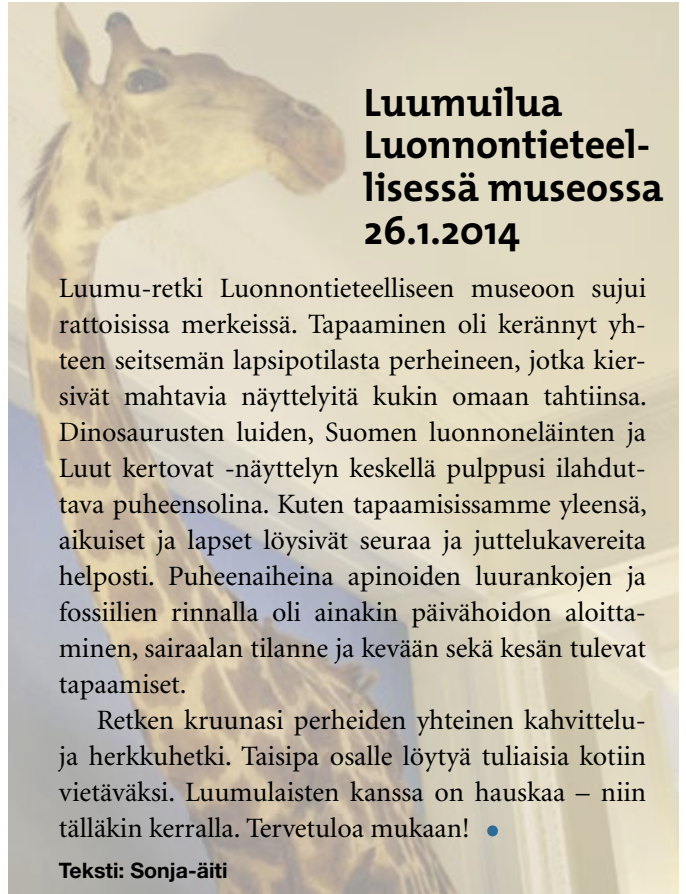 Luumuilua
Luonnontieteel-
lisessä museossa
26.1.2014
Luumu-retki Luonnontieteelliseen museoon sujui
rattoisissa merkeissä. Tapaaminen oli kerännyt yh-
teen seitsemän lapsipotilasta perheineen, jotka kier-
sivät mahtavia näyttelyitä kukin omaan tahtiinsa.
Dinosaurusten luiden, Suomen luonnoneläinten ja
Luut kertovat -näyttelyn keskellä pulppusi ilahdut-
tava puheensolina. Kuten tapaamisissamme yleensä,
aikuiset ja lapset löysivät seuraa ja juttelukavereita
helposti. Puheenaiheina apinoiden luurankojen ja
fossiilien rinnalla oli ainakin päivähoidon aloitta-
minen, sairaalan tilanne ja kevään sekä kesän tulevat
tapaamiset.
Retken kruunasi perheiden yhteinen kahvittelu-
ja herkkuhetki. Taisipa osalle löytyä tuliaisia kotiin
vietäväksi. Luumulaisten kanssa on hauskaa – niin
tälläkin kerralla. Tervetuloa mukaan! •
Teksti: Sonja-äiti